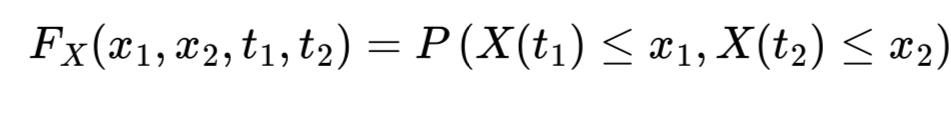 F_X(x_1, x_2, t_1, t_2) = P(X(t_1) ≤ x_1, X(t_2) ≤ x_2)